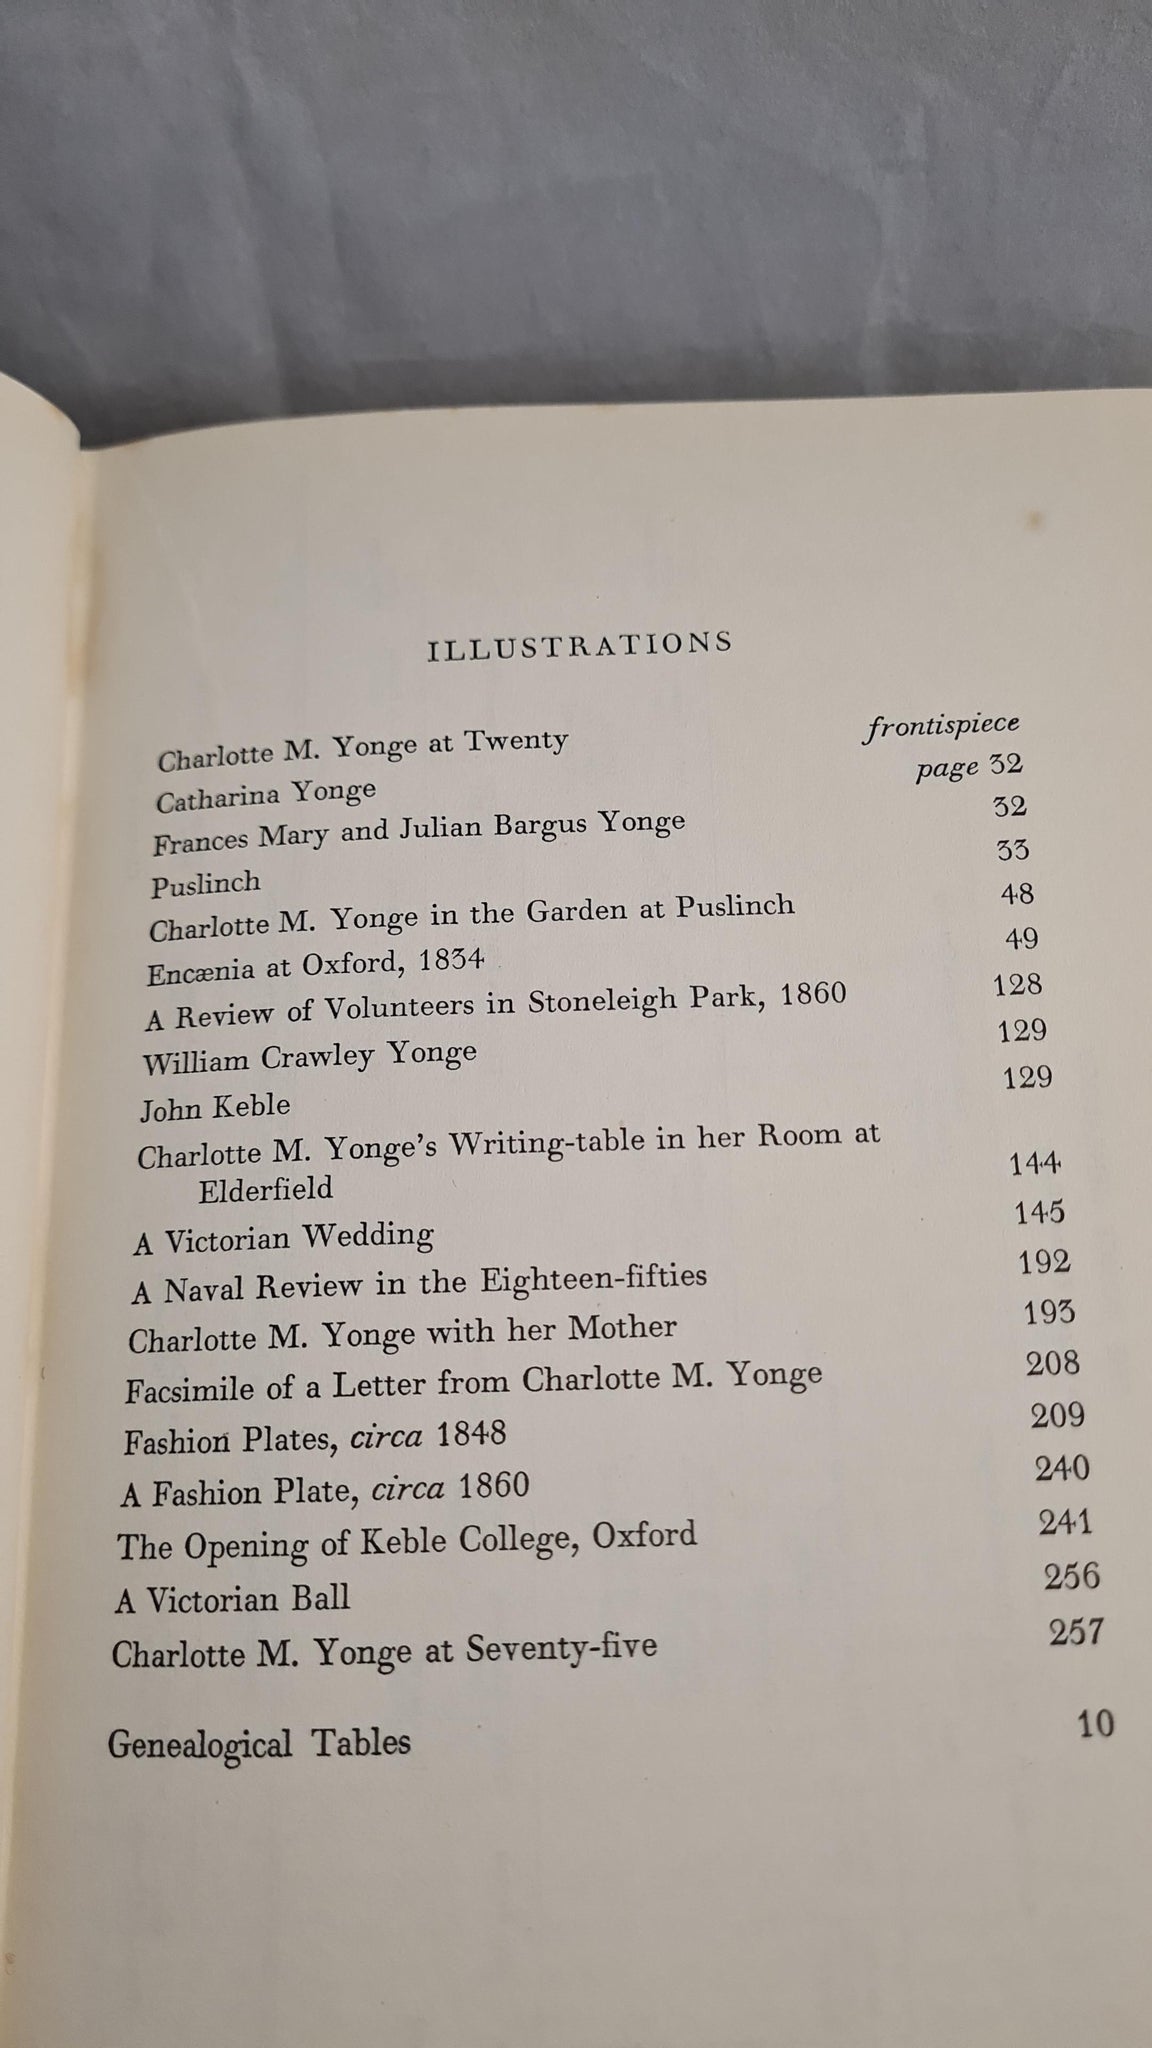 ILLUSTRATIONS
Charlotte M. Yonge at Twenty frontispiece
Catharina Yonge page 32
Frances Mary and Julian Bargus Yonge 32
Puslinch 33
Charlotte M. Yonge in the Garden at Puslinch 48
Encænia at Oxford, 1834 49
A Review of Volunteers in Stoneleigh Park, 1860 128
William Crawley Yonge 129
John Keble 129
Charlotte M. Yonge's Writing-table in her Room at
Elderfield 144
A Victorian Wedding 145
A Naval Review in the Eighteen-fifties 192
Charlotte M. Yonge with her Mother 193
Facsimile of a Letter from Charlotte M. Yonge 208
Fashion Plates, circa 1848 209
A Fashion Plate, circa 1860 240
The Opening of Keble College, Oxford 241
A Victorian Ball 256
Charlotte M. Yonge at Seventy-five 257
Genealogical Tables 10